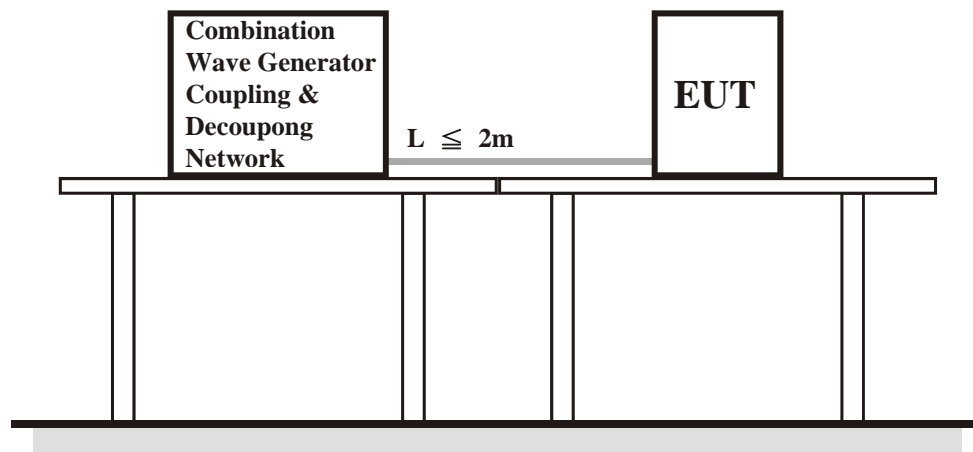 Combination
Wave Generator
Coupling &
Decoupong
Network
L ≦ 2m
EUT